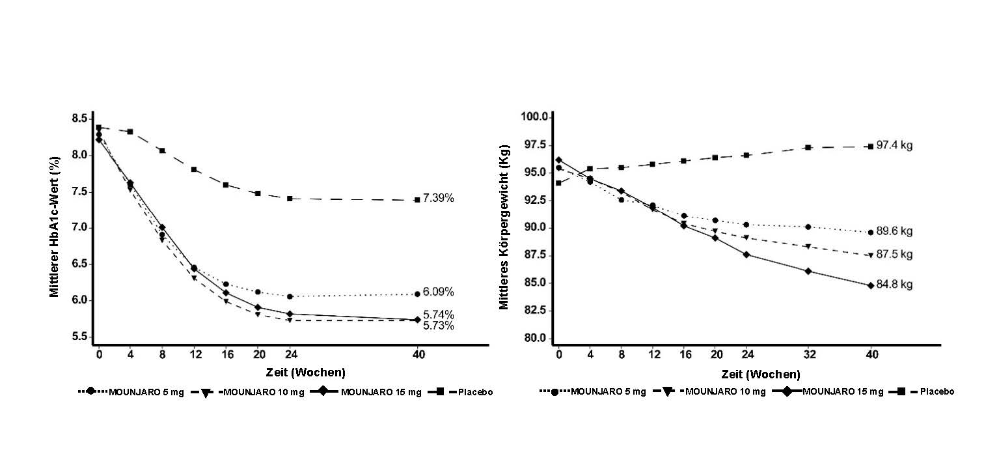 Mittlerer HbA1c-Wert (%)
8.5
8.0
7.5
7.0
6.5
6.0
5.5
7.39%
6.09%
5.74%
5.73%
0 4 8 12 16 20 24 40
Zeit (Wochen)
MOUNJARO 5 mg MOUNJARO 10 mg MOUNJARO 15 mg Placebo
Mittleres Körpergewicht (Kg)
100.0
97.5
95.0
92.5
90.0
87.5
85.0
82.5
80.0
97.4 kg
89.6 kg
87.5 kg
84.8 kg
0 4 8 12 16 20 24 32 40
Zeit (Wochen)
MOUNJARO 5 mg MOUNJARO 10 mg MOUNJARO 15 mg Placebo